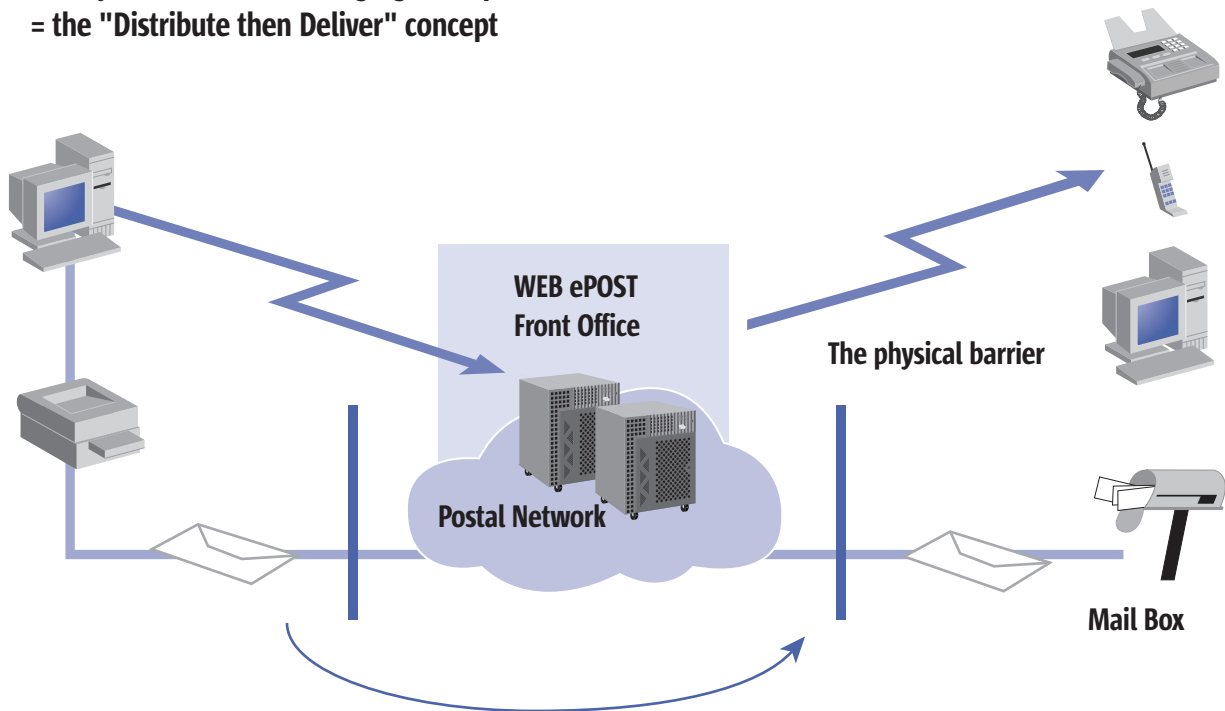 = the "Distribute then Deliver" concept
WEB ePOST
Front Office
The physical barrier
Postal Network
Mail Box